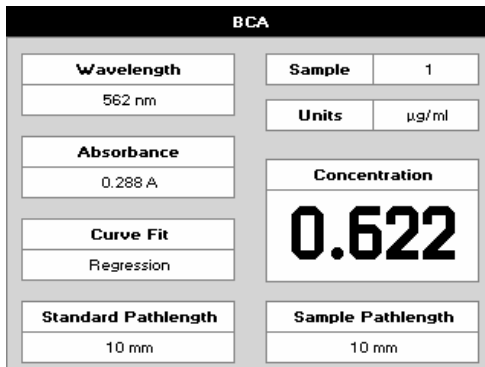 BCA
Wavelength
562 nm
Absorbance
0.288 A
Curve Fit
Regression
Standard Pathlength
10 mm
Sample 1
Units µg/ml
Concentration
0.622
Sample Pathlength
10 mm